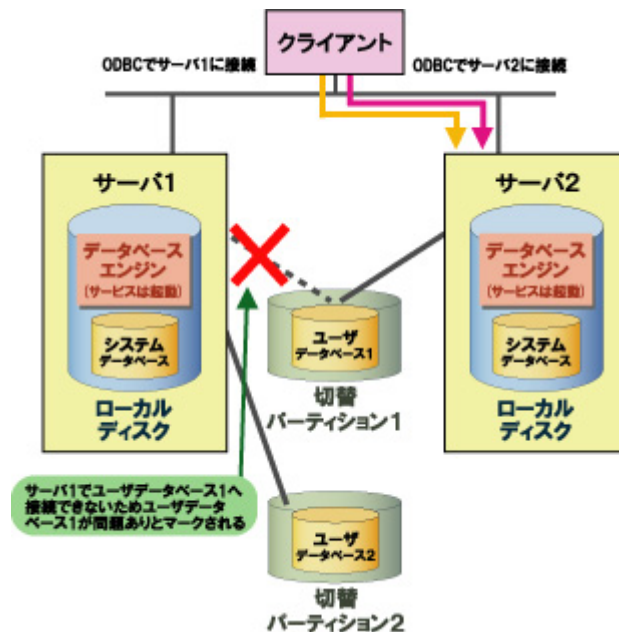 クライアント
ODBCでサーバ1に接続
ODBCでサーバ2に接続
サーバ1
データベース
エンジン
(サービスは起動)
システム
データベース
ローカル
ディスク
サーバ2
データベース
エンジン
(サービスは起動)
システム
データベース
ローカル
ディスク
ユーザ
データベース1
切替
パーティション1
サーバ1でユーザデータベース1へ
接続できないためユーザデータ
ベース1が問題ありとマークされる
ユーザ
データベース2
切替
パーティション2